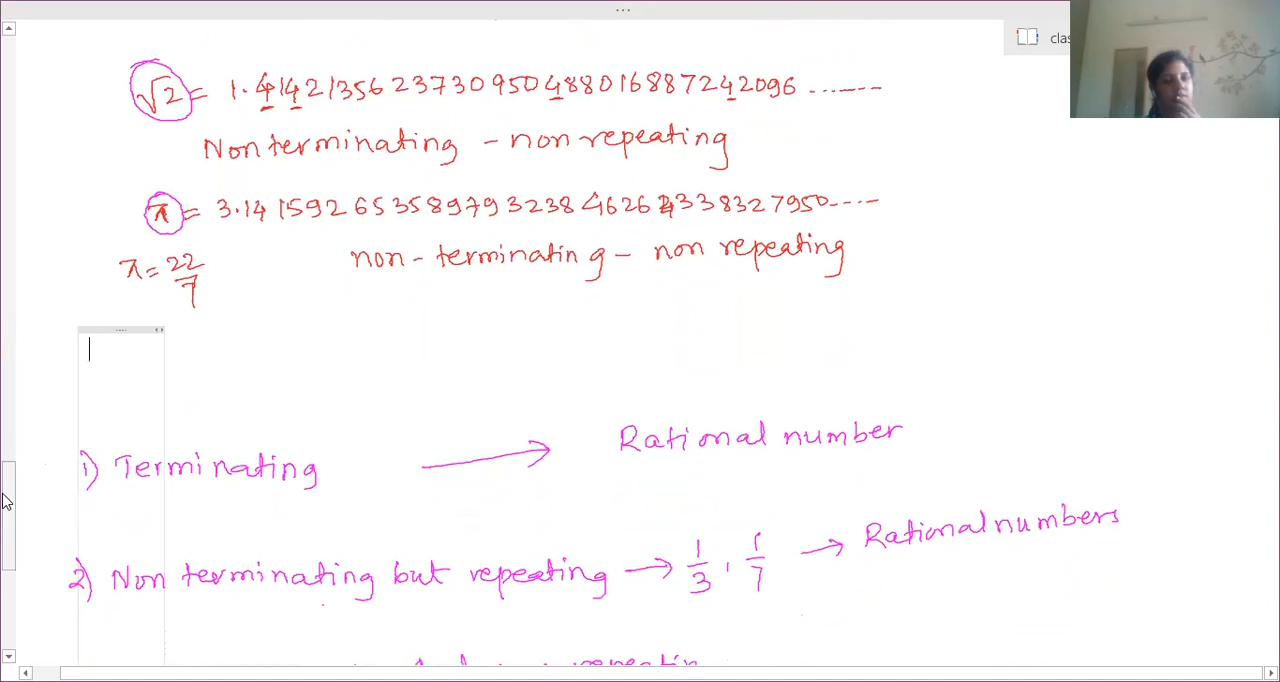 √2 = 1.4142135623730950488016887242096......
Non terminating - non repeating
π = 3.14159265358979323846264338327950....
π = 22/7
non - terminating - non repeating
1) Terminating → Rational number
2) Non terminating but repeating → 1/3, 1/7 → Rational numbers